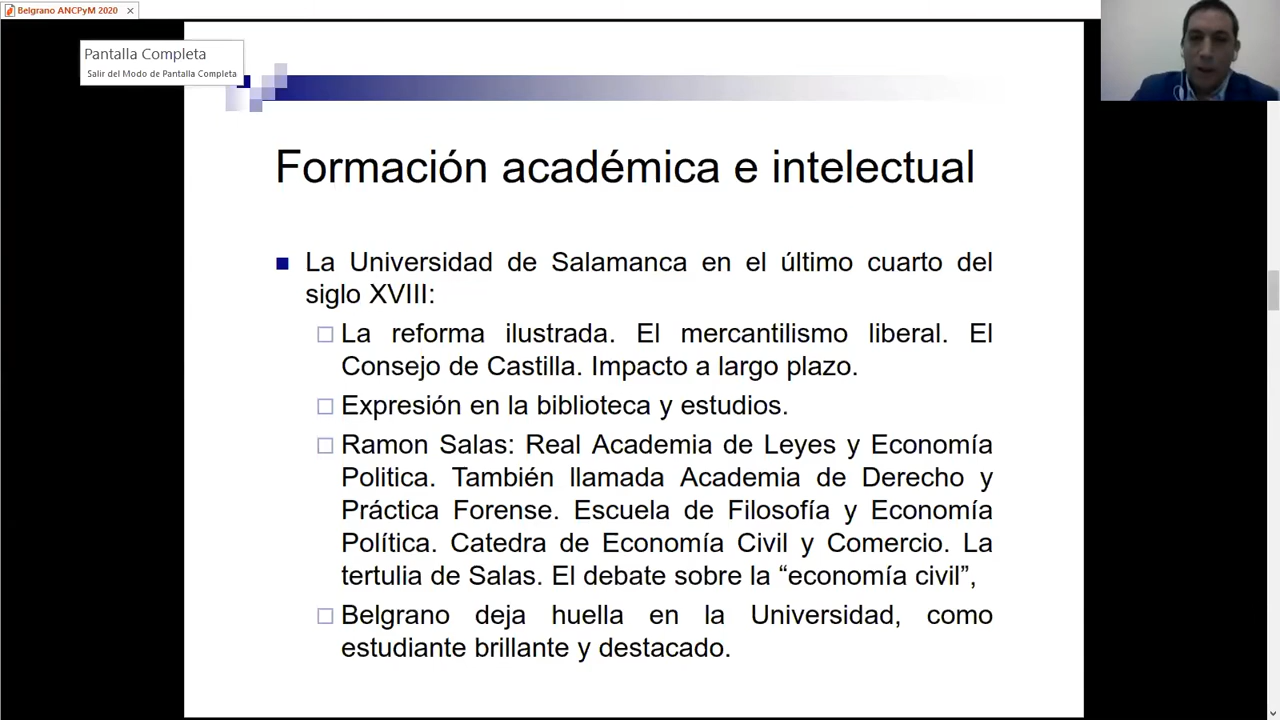 Belgrano ANCPyM 2020
Pantalla Completa
Salir del Modo de Pantalla Completa
Formación académica e intelectual
La Universidad de Salamanca en el último cuarto del
siglo XVIII:
La reforma ilustrada. El mercantilismo liberal. El
Consejo de Castilla. Impacto a largo plazo.
Expresión en la biblioteca y estudios.
Ramon Salas: Real Academia de Leyes y Economía
Politica. También llamada Academia de Derecho y
Práctica Forense. Escuela de Filosofía y Economía
Política. Catedra de Economía Civil y Comercio. La
tertulia de Salas. El debate sobre la “economía civil”,
Belgrano deja huella en la Universidad, como
estudiante brillante y destacado.